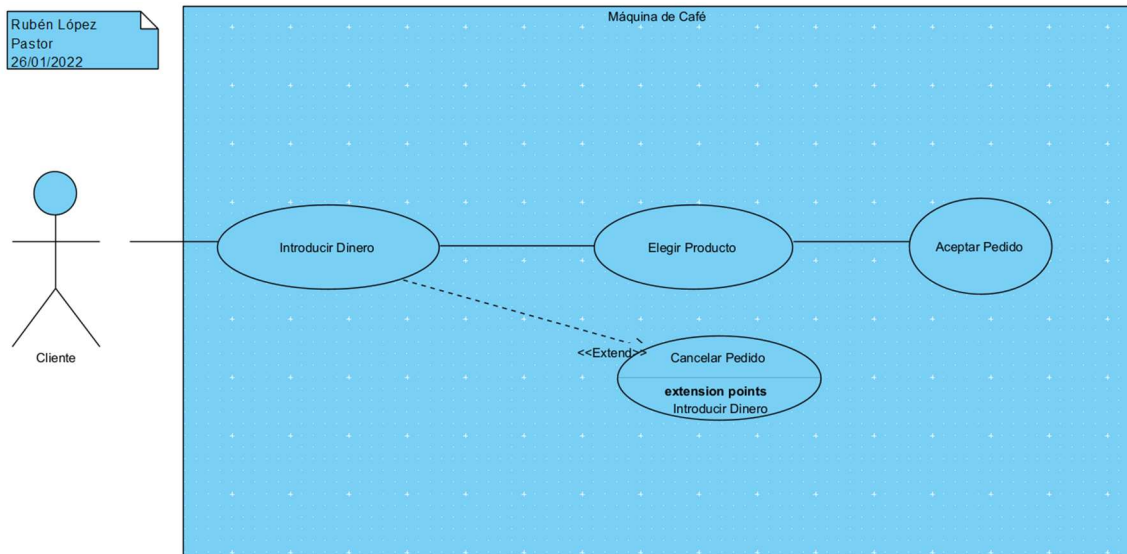 Rubén López
Pastor
26/01/2022
Máquina de Café
Introducir Dinero
Elegir Producto
Aceptar Pedido
Cliente
<<Extend>>
Cancelar Pedido
extension points
Introducir Dinero